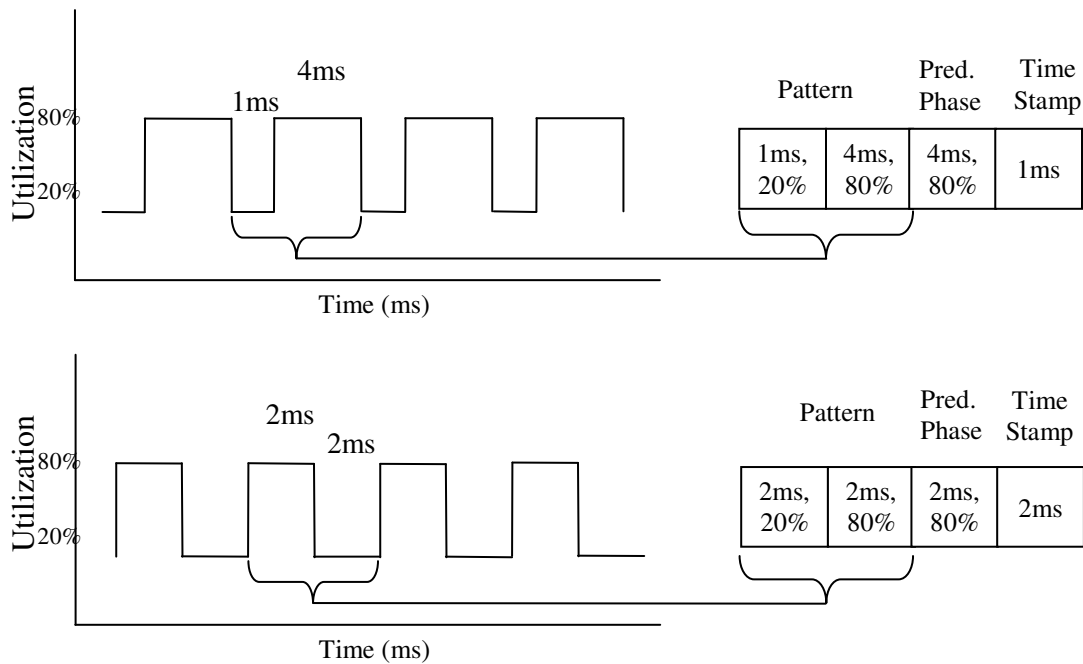 4ms
1ms
80%
20%
Utilization
Time (ms)
Pattern
Pred.
Phase
Time
Stamp
1ms,
20%
4ms,
80%
4ms,
80%
1ms
2ms
2ms
80%
20%
Utilization
Time (ms)
Pattern
Pred.
Phase
Time
Stamp
2ms,
20%
2ms,
80%
2ms,
80%
2ms